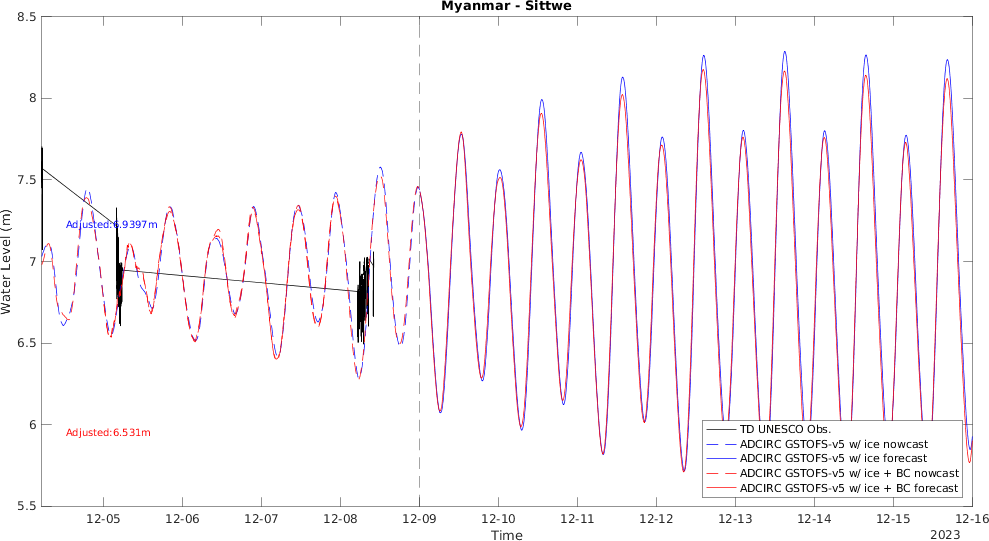 Myanmar - Sittwe
8.5
8
7.5
7
6.5
6
5.5
Water Level (m)
Adjusted:6.9397m
Adjusted:6.531m
TD UNESCO Obs.
ADCIRC GSTOFS-v5 w/ ice nowcast
ADCIRC GSTOFS-v5 w/ ice forecast
ADCIRC GSTOFS-v5 w/ ice + BC nowcast
ADCIRC GSTOFS-v5 w/ ice + BC forecast
12-05 12-06 12-07 12-08 12-09 12-10 12-11 12-12 12-13 12-14 12-15 12-16
Time
2023